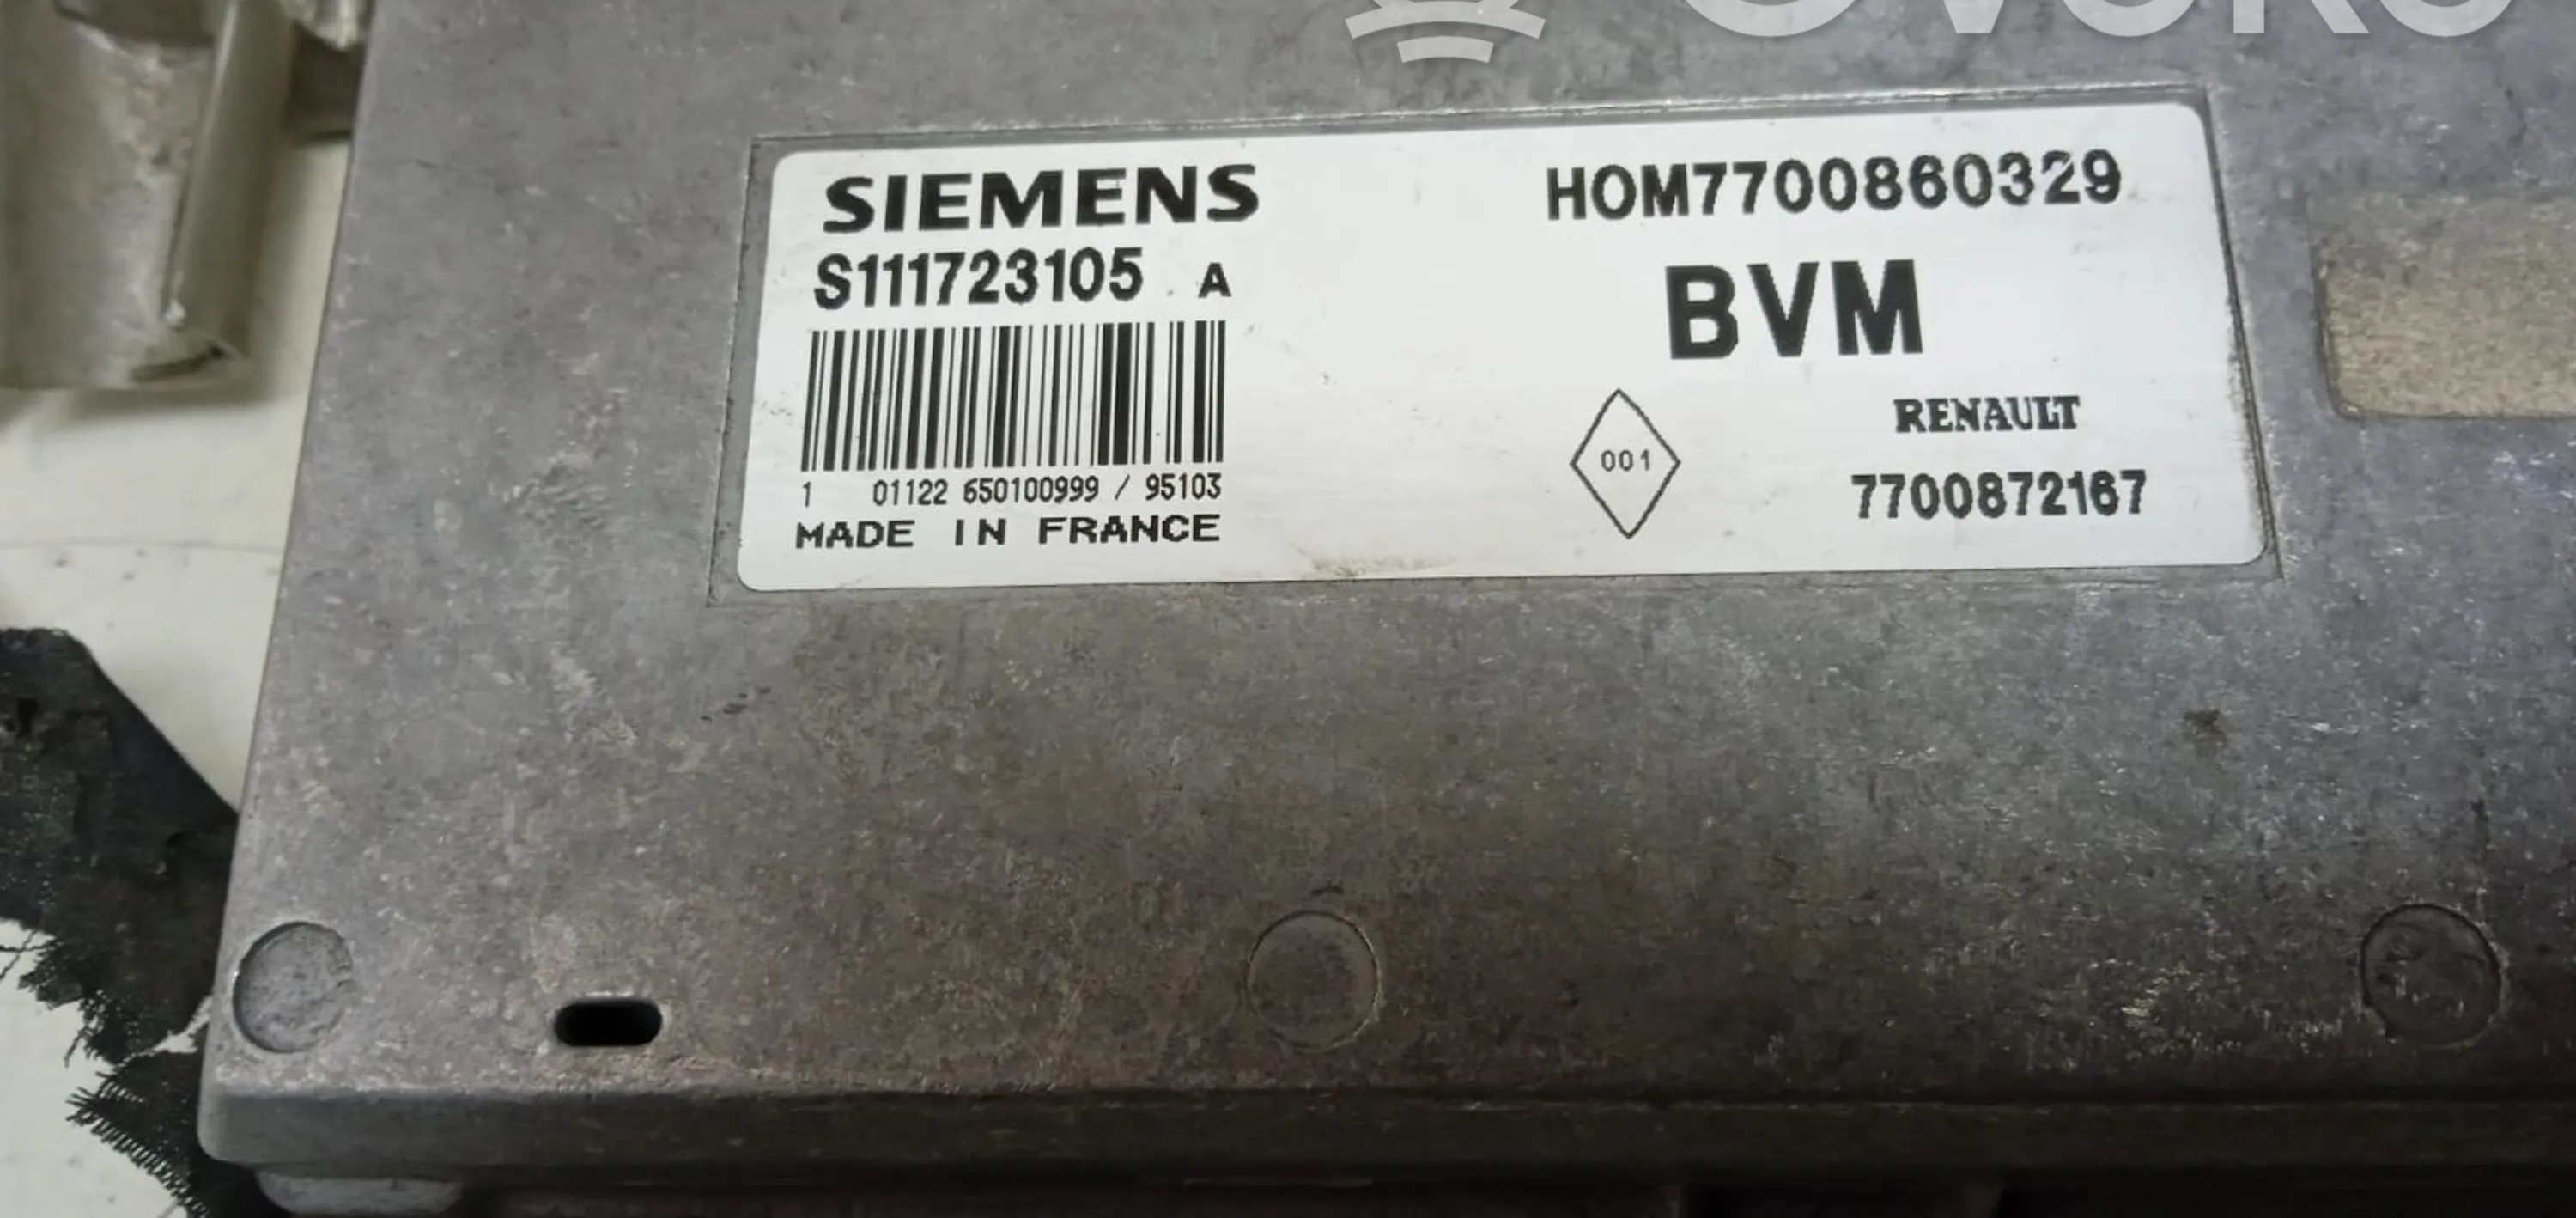 SIEMENS
S111723105 A
1 01122 650100999 / 95103
MADE IN FRANCE
HOM7700860329
BVM
001
RENAULT
7700872167